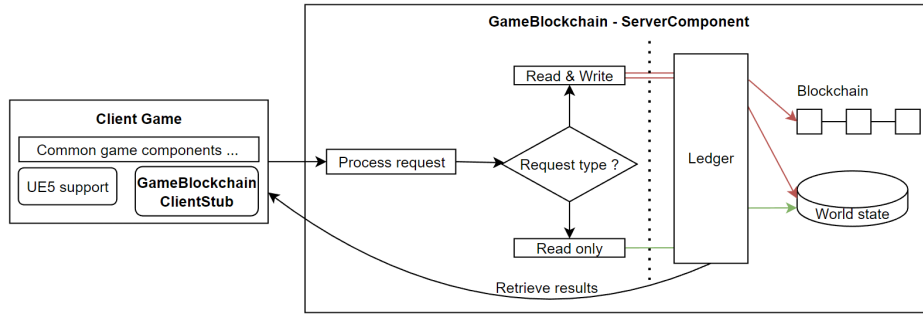 GameBlockchain - ServerComponent
Read & Write
Blockchain
Client Game
Common game components ...
Process request
Request type ?
Ledger
UE5 support
GameBlockchain
ClientStub
World state
Read only
Retrieve results